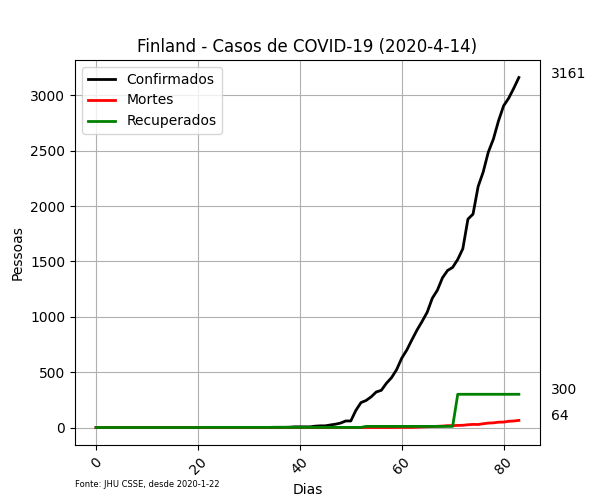 Finland - Casos de COVID-19 (2020-4-14)
Confirmados
Mortes
Recuperados
3161
300
64
Pessoas
3000
2500
2000
1500
1000
500
0
0
20
40
60
80
Dias
Fonte: JHU CSSE, desde 2020-1-22